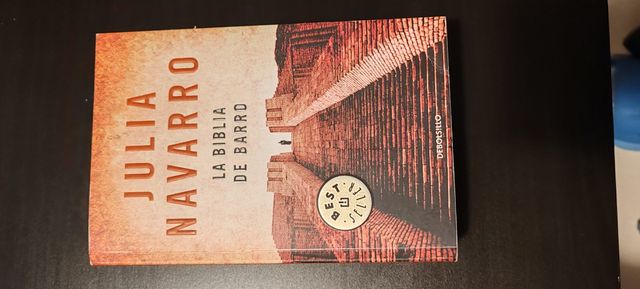 JULIA
NAVARRO
LA BIBLIA
DE BARRO
BEST
SELLER
DEBOLSILLO